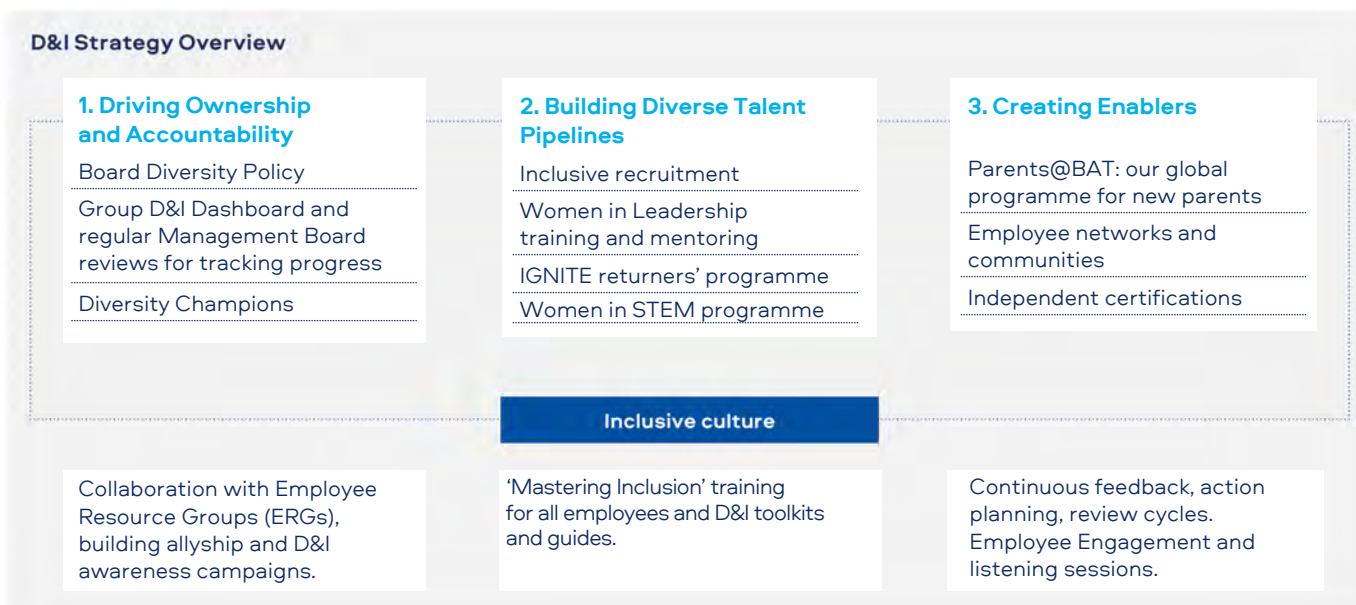 D&I Strategy Overview
1. Driving Ownership
and Accountability
Board Diversity Policy
Group D&I Dashboard and
regular Management Board
reviews for tracking progress
Diversity Champions
2. Building Diverse Talent
Pipelines
Inclusive recruitment
Women in Leadership
training and mentoring
IGNITE returners' programme
Women in STEM programme
3. Creating Enablers
Parents@BAT: our global
programme for new parents
Employee networks and
communities
Independent certifications
Inclusive culture
Collaboration with Employee
Resource Groups (ERGs),
building allyship and D&I
awareness campaigns.
‘Mastering Inclusion’ training
for all employees and D&I toolkits
and guides.
Continuous feedback, action
planning, review cycles.
Employee Engagement and
listening sessions.